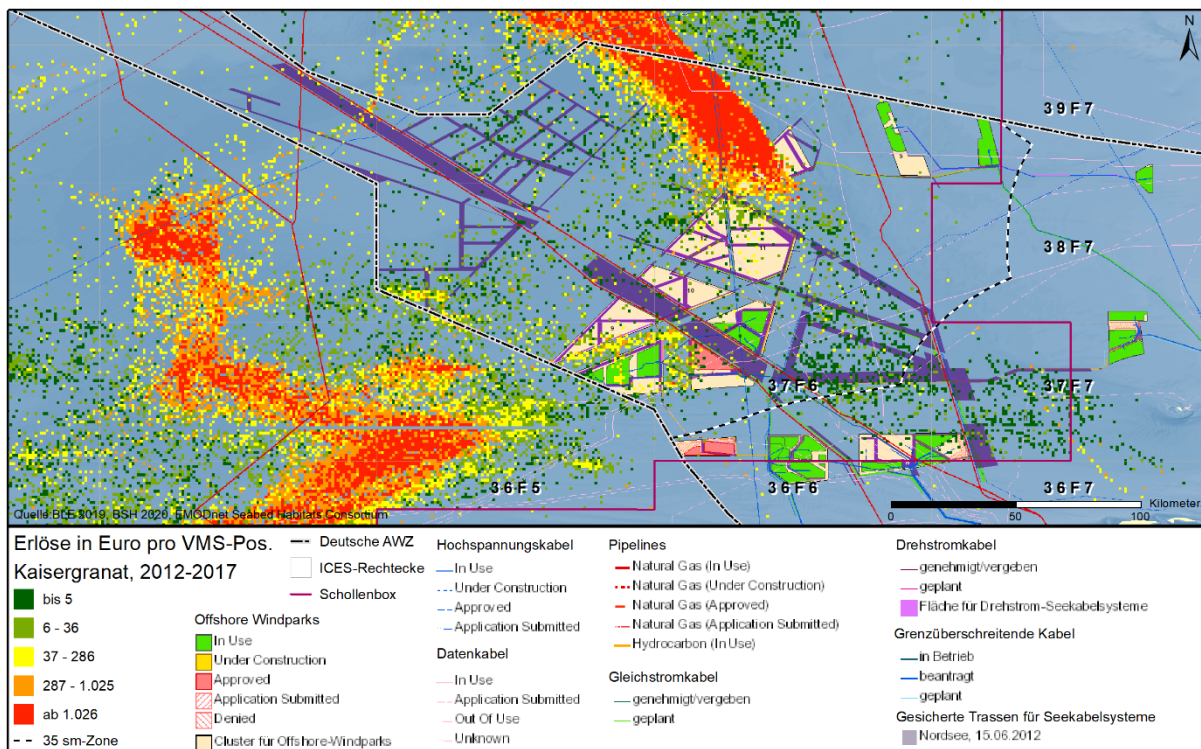 N
39F7
38F7
37F6
37F7
36F5
36F6
36F7
Kilometer
0
50
100
Quelle:BLE 2019, BSH 2020, EMODnet Seabed Habitats Consortium
Erlöse in Euro pro VMS-Pos.
Kaisergranat, 2012-2017
bis 5
6 - 36
37 - 286
287 - 1.025
ab 1.026
35 sm-Zone
Deutsche AWZ
ICES-Rechtecke
Schollenbox
Offshore Windparks
In Use
Under Construction
Approved
Application Submitted
Denied
Cluster für Offshore-Windparks
Hochspannungskabel
In Use
Under Construction
Approved
Application Submitted
Datenkabel
In Use
Application Submitted
Out Of Use
Unknown
Pipelines
Natural Gas (In Use)
Natural Gas (Under Construction)
Natural Gas (Approved)
Natural Gas (Application Submitted)
Hydrocarbon (In Use)
Gleichstromkabel
genehmigt/vergeben
geplant
Drehstromkabel
genehmigt/vergeben
geplant
Fläche für Drehstrom-Seekabelsysteme
Grenzüberschreitende Kabel
in Betrieb
beantragt
geplant
Gesicherte Trassen für Seekabelsysteme
Nordsee, 15.06.2012